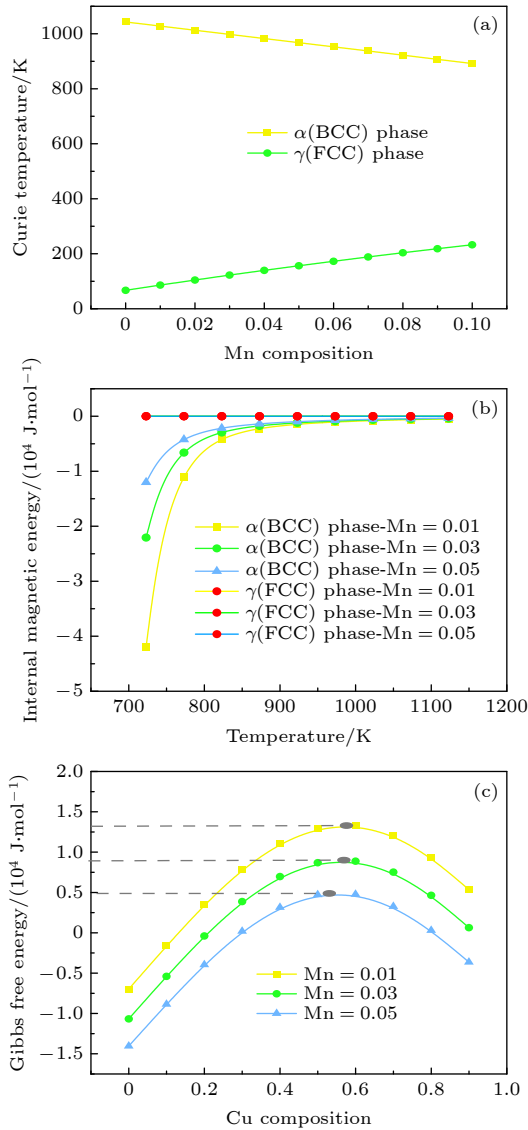 (a)
Curie temperature/K
1000
800
600
400
200
0
α(BCC) phase
γ(FCC) phase
0 0.02 0.04 0.06 0.08 0.10
Mn composition
(b)
Internal magnetic energy/(10⁴ J·mol⁻¹)
0
−1
−2
−3
−4
−5
α(BCC) phase-Mn = 0.01
α(BCC) phase-Mn = 0.03
α(BCC) phase-Mn = 0.05
γ(FCC) phase-Mn = 0.01
γ(FCC) phase-Mn = 0.03
γ(FCC) phase-Mn = 0.05
700 800 900 1000 1100 1200
Temperature/K
(c)
Gibbs free energy/(10⁴ J·mol⁻¹)
2.0
1.5
1.0
0.5
0
−0.5
−1.0
−1.5
Mn = 0.01
Mn = 0.03
Mn = 0.05
0 0.2 0.4 0.6 0.8 1.0
Cu composition